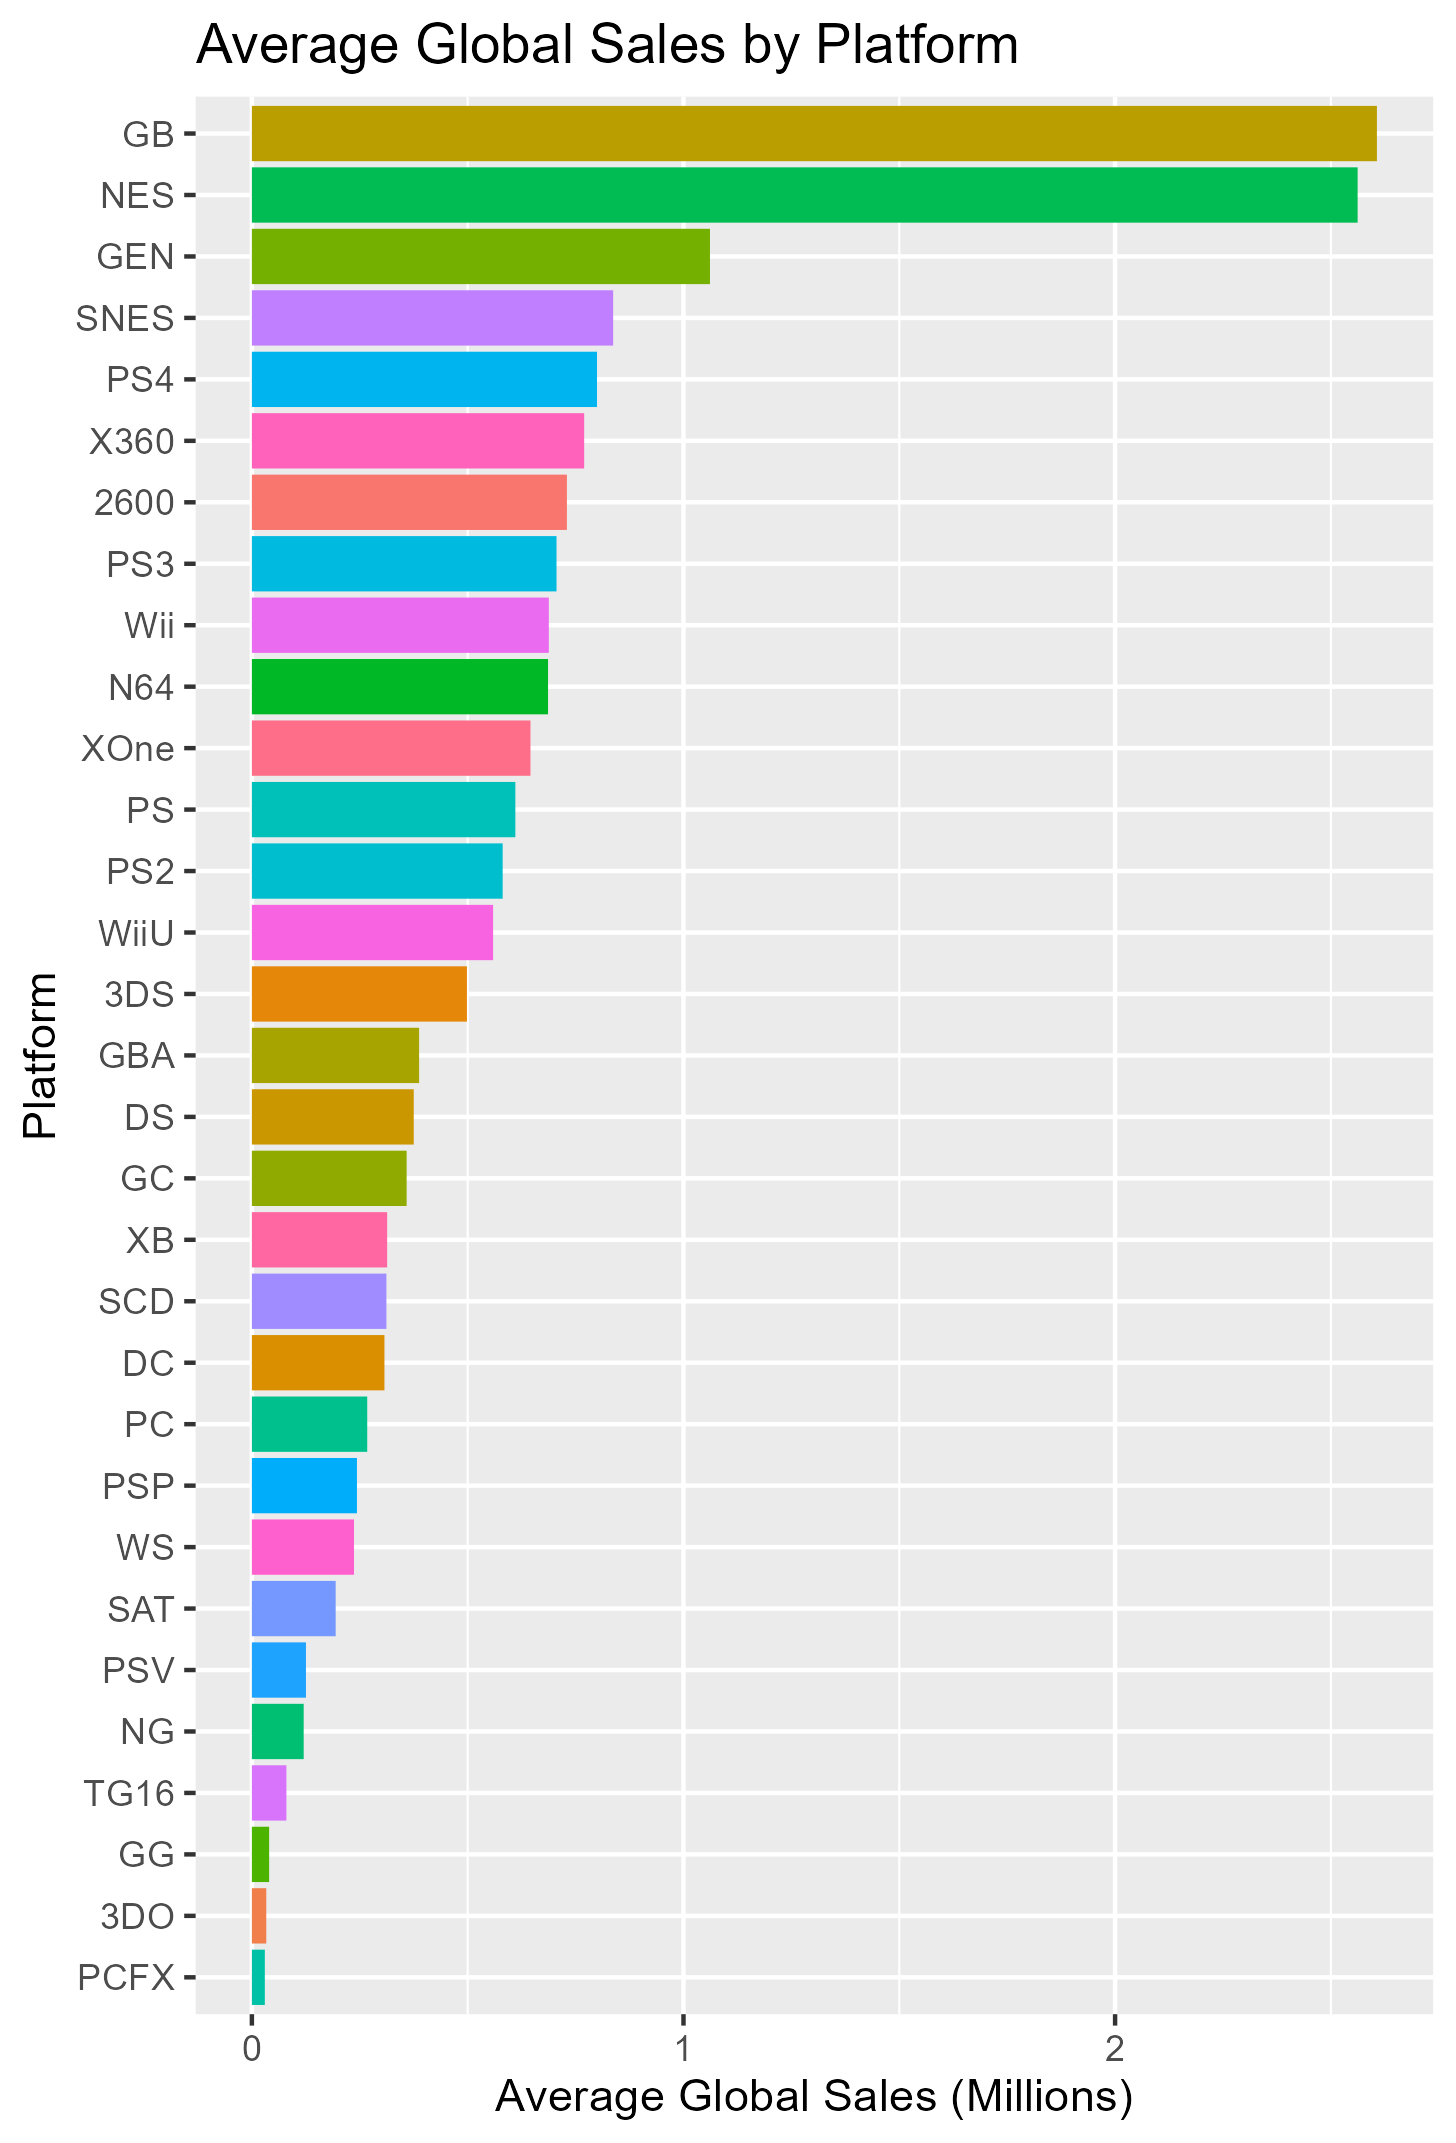 Average Global Sales by Platform
GB
NES
GEN
SNES
PS4
X360
2600
PS3
Wii
N64
XOne
PS
PS2
WiiU
3DS
GBA
DS
GC
XB
SCD
DC
PC
PSP
WS
SAT
PSV
NG
TG16
GG
3DO
PCFX
Platform
0 1 2
Average Global Sales (Millions)